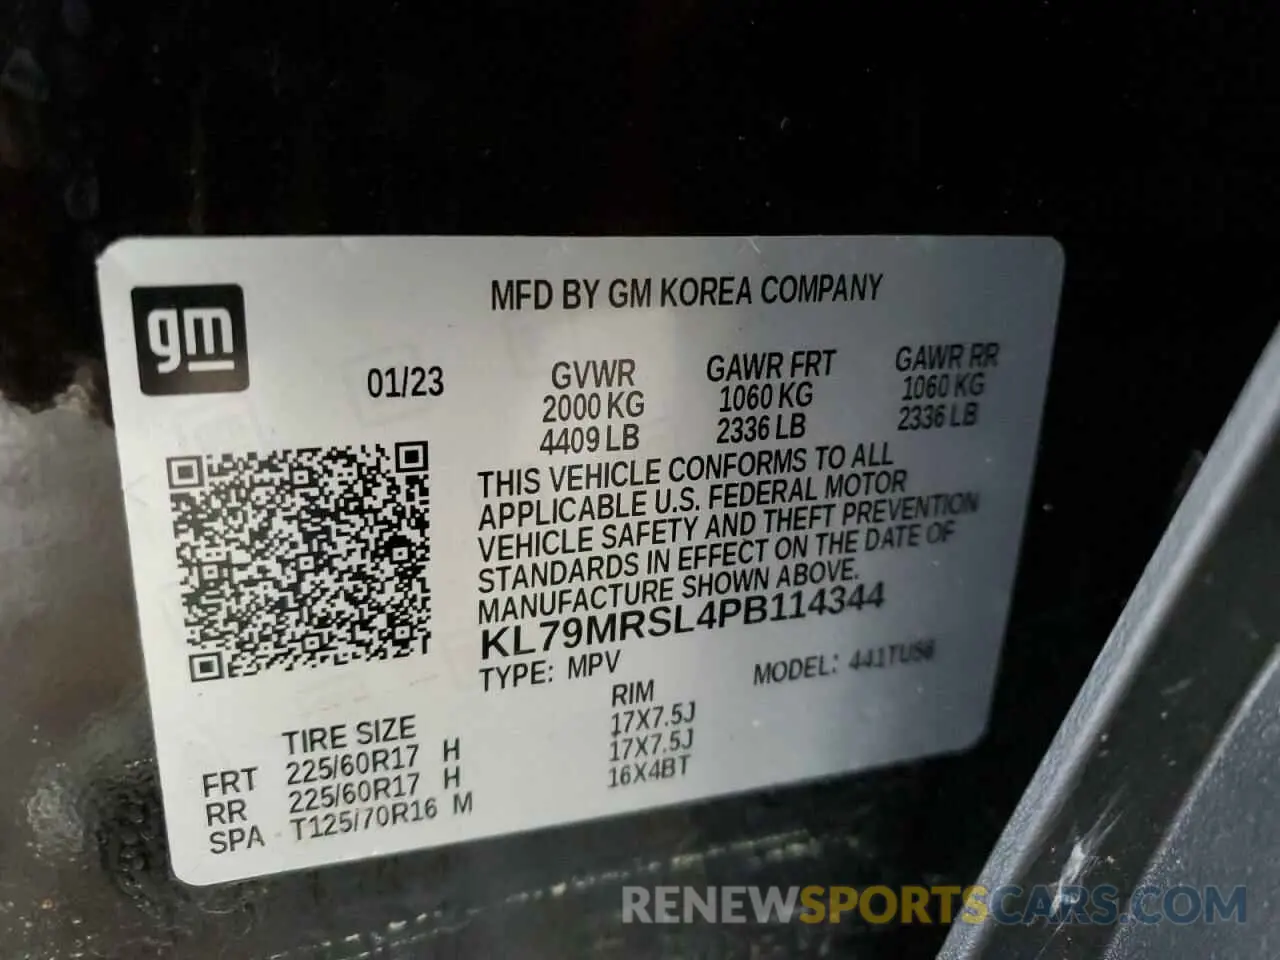 gm
MFD BY GM KOREA COMPANY
01/23
GVWR GAWR FRT GAWR RR
2000 KG 1060 KG 1060 KG
4409 LB 2336 LB 2336 LB
THIS VEHICLE CONFORMS TO ALL
APPLICABLE U.S. FEDERAL MOTOR
VEHICLE SAFETY AND THEFT PREVENTION
STANDARDS IN EFFECT ON THE DATE OF
MANUFACTURE SHOWN ABOVE.
KL79MRSL4PB114344
TYPE: MPV MODEL:
TIRE SIZE RIM
FRT 225/60R17 H 17X7.5J
RR 225/60R17 H 17X7.5J
SPA T125/70R16 M 16X4BT
RENEWSPORTSCARS.COM